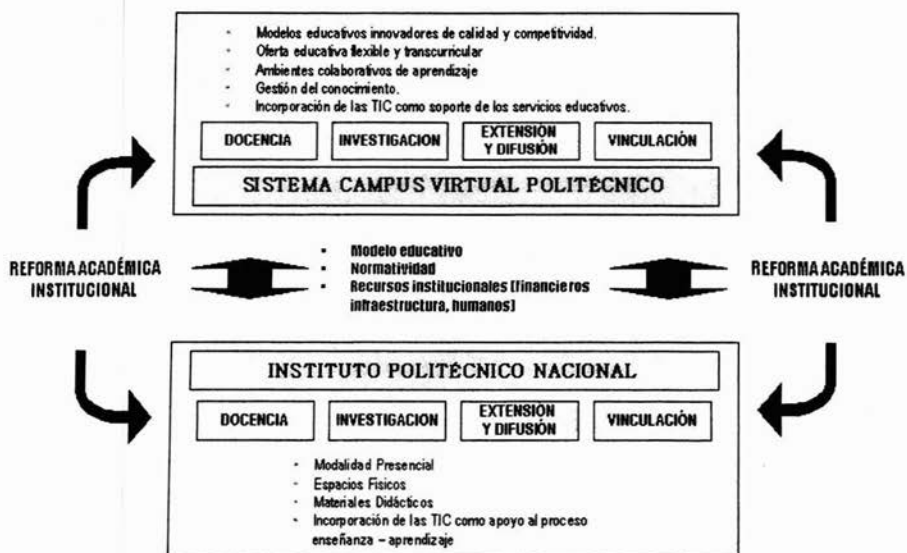 - Modelos educativos innovadores de calidad y competitividad.
- Oferta educativa flexible y transcurricular
- Ambientes colaborativos de aprendizaje
- Gestión del conocimiento.
- Incorporación de las TIC como soporte de los servicios educativos.
DOCENCIA
INVESTIGACION
EXTENSIÓN
Y DIFUSIÓN
VINCULACIÓN
SISTEMA CAMPUS VIRTUAL POLITÉCNICO
REFORMA ACADÉMICA
INSTITUCIONAL
▪ Modelo educativo
▪ Normatividad
▪ Recursos institucionales (financieros
infraestructura, humanos)
REFORMA ACADÉMICA
INSTITUCIONAL
INSTITUTO POLITÉCNICO NACIONAL
DOCENCIA
INVESTIGACION
EXTENSIÓN
Y DIFUSIÓN
VINCULACIÓN
- Modalidad Presencial
- Espacios Fisicos
- Materiales Didácticos
- Incorporación de las TIC como apoyo al proceso
enseñanza – aprendizaje